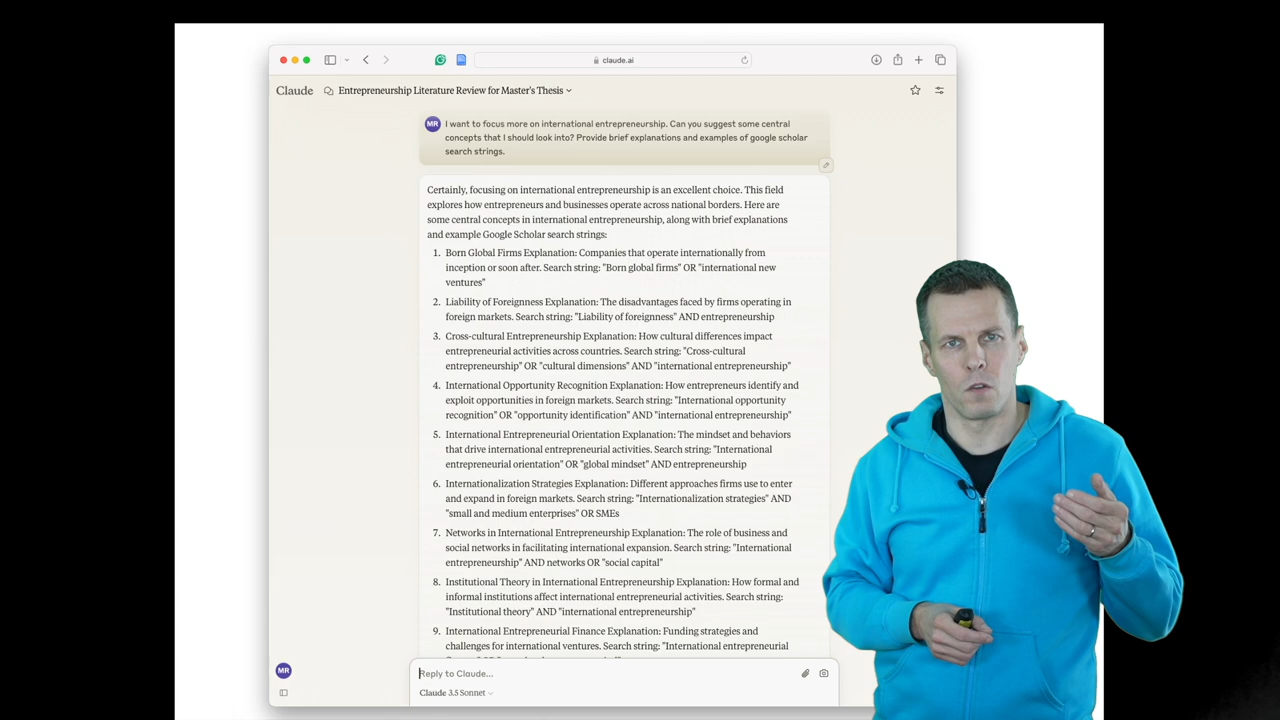 claude.ai
Claude
Entrepreneurship Literature Review for Master's Thesis
MR
I want to focus more on international entrepreneurship. Can you suggest some central
concepts that I should look into? Provide brief explanations and examples of google scholar
search strings.
Certainly, focusing on international entrepreneurship is an excellent choice. This field
explores how entrepreneurs and businesses operate across national borders. Here are
some central concepts in international entrepreneurship, along with brief explanations
and example Google Scholar search strings:
1. Born Global Firms Explanation: Companies that operate internationally from
inception or soon after. Search string: "Born global firms" OR "international new
ventures"
2. Liability of Foreignness Explanation: The disadvantages faced by firms operating in
foreign markets. Search string: "Liability of foreignness" AND entrepreneurship
3. Cross-cultural Entrepreneurship Explanation: How cultural differences impact
entrepreneurial activities across countries. Search string: "Cross-cultural
entrepreneurship" OR "cultural dimensions" AND "international entrepreneurship"
4. International Opportunity Recognition Explanation: How entrepreneurs identify and
exploit opportunities in foreign markets. Search string: "International opportunity
recognition" OR "opportunity identification" AND "international entrepreneurship"
5. International Entrepreneurial Orientation Explanation: The mindset and behaviors
that drive international entrepreneurial activities. Search string: "International
entrepreneurial orientation" OR "global mindset" AND entrepreneurship
6. Internationalization Strategies Explanation: Different approaches firms use to enter
and expand in foreign markets. Search string: "Internationalization strategies" AND
"small and medium enterprises" OR SMEs
7. Networks in International Entrepreneurship Explanation: The role of business and
social networks in facilitating international expansion. Search string: "International
entrepreneurship" AND networks OR "social capital"
8. Institutional Theory in International Entrepreneurship Explanation: How formal and
informal institutions affect international entrepreneurial activities. Search string:
"Institutional theory" AND "international entrepreneurship"
9. International Entrepreneurial Finance Explanation: Funding strategies and
challenges for international ventures. Search string: "International entrepreneurial
MR
Reply to Claude...
Claude 3.5 Sonnet